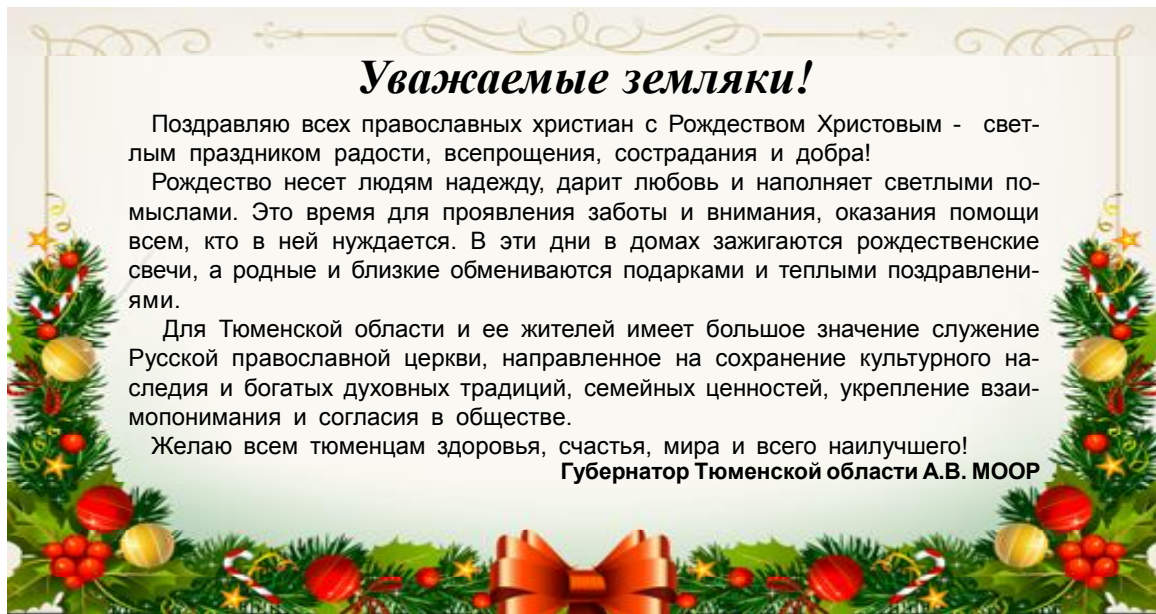 Уважаемые земляки!
Поздравляю всех православных христиан с Рождеством Христовым - свет-
лым праздником радости, всепрощения, сострадания и добра!
Рождество несет людям надежду, дарит любовь и наполняет светлыми по-
мыслами. Это время для проявления заботы и внимания, оказания помощи
всем, кто в ней нуждается. В эти дни в домах зажигаются рождественские
свечи, а родные и близкие обмениваются подарками и теплыми поздравлени-
ями.
Для Тюменской области и ее жителей имеет большое значение служение
Русской православной церкви, направленное на сохранение культурного на-
следия и богатых духовных традиций, семейных ценностей, укрепление взаи-
мопонимания и согласия в обществе.
Желаю всем тюменцам здоровья, счастья, мира и всего наилучшего!
Губернатор Тюменской области А.В. МООР